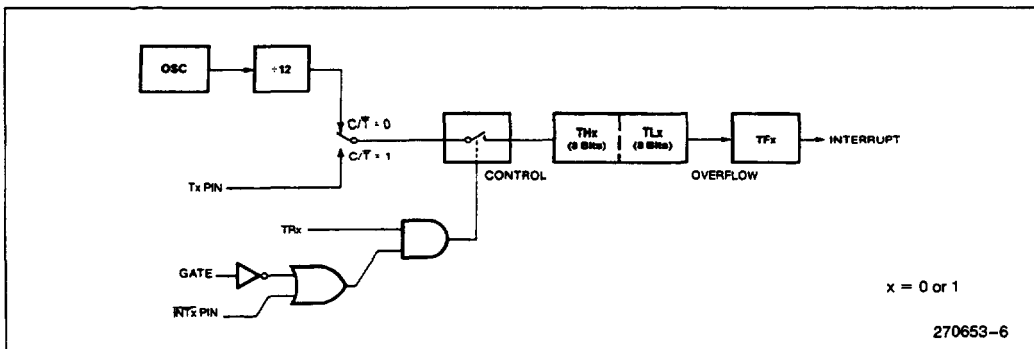 OSC
÷12
C/T̅ = 0
C/T̅ = 1
Tx PIN
CONTROL
THx
(8 Bits)
TLx
(8 Bits)
OVERFLOW
TFx
INTERRUPT
TRx
GATE
I̅N̅T̅x̅ PIN
x = 0 or 1
270653–6